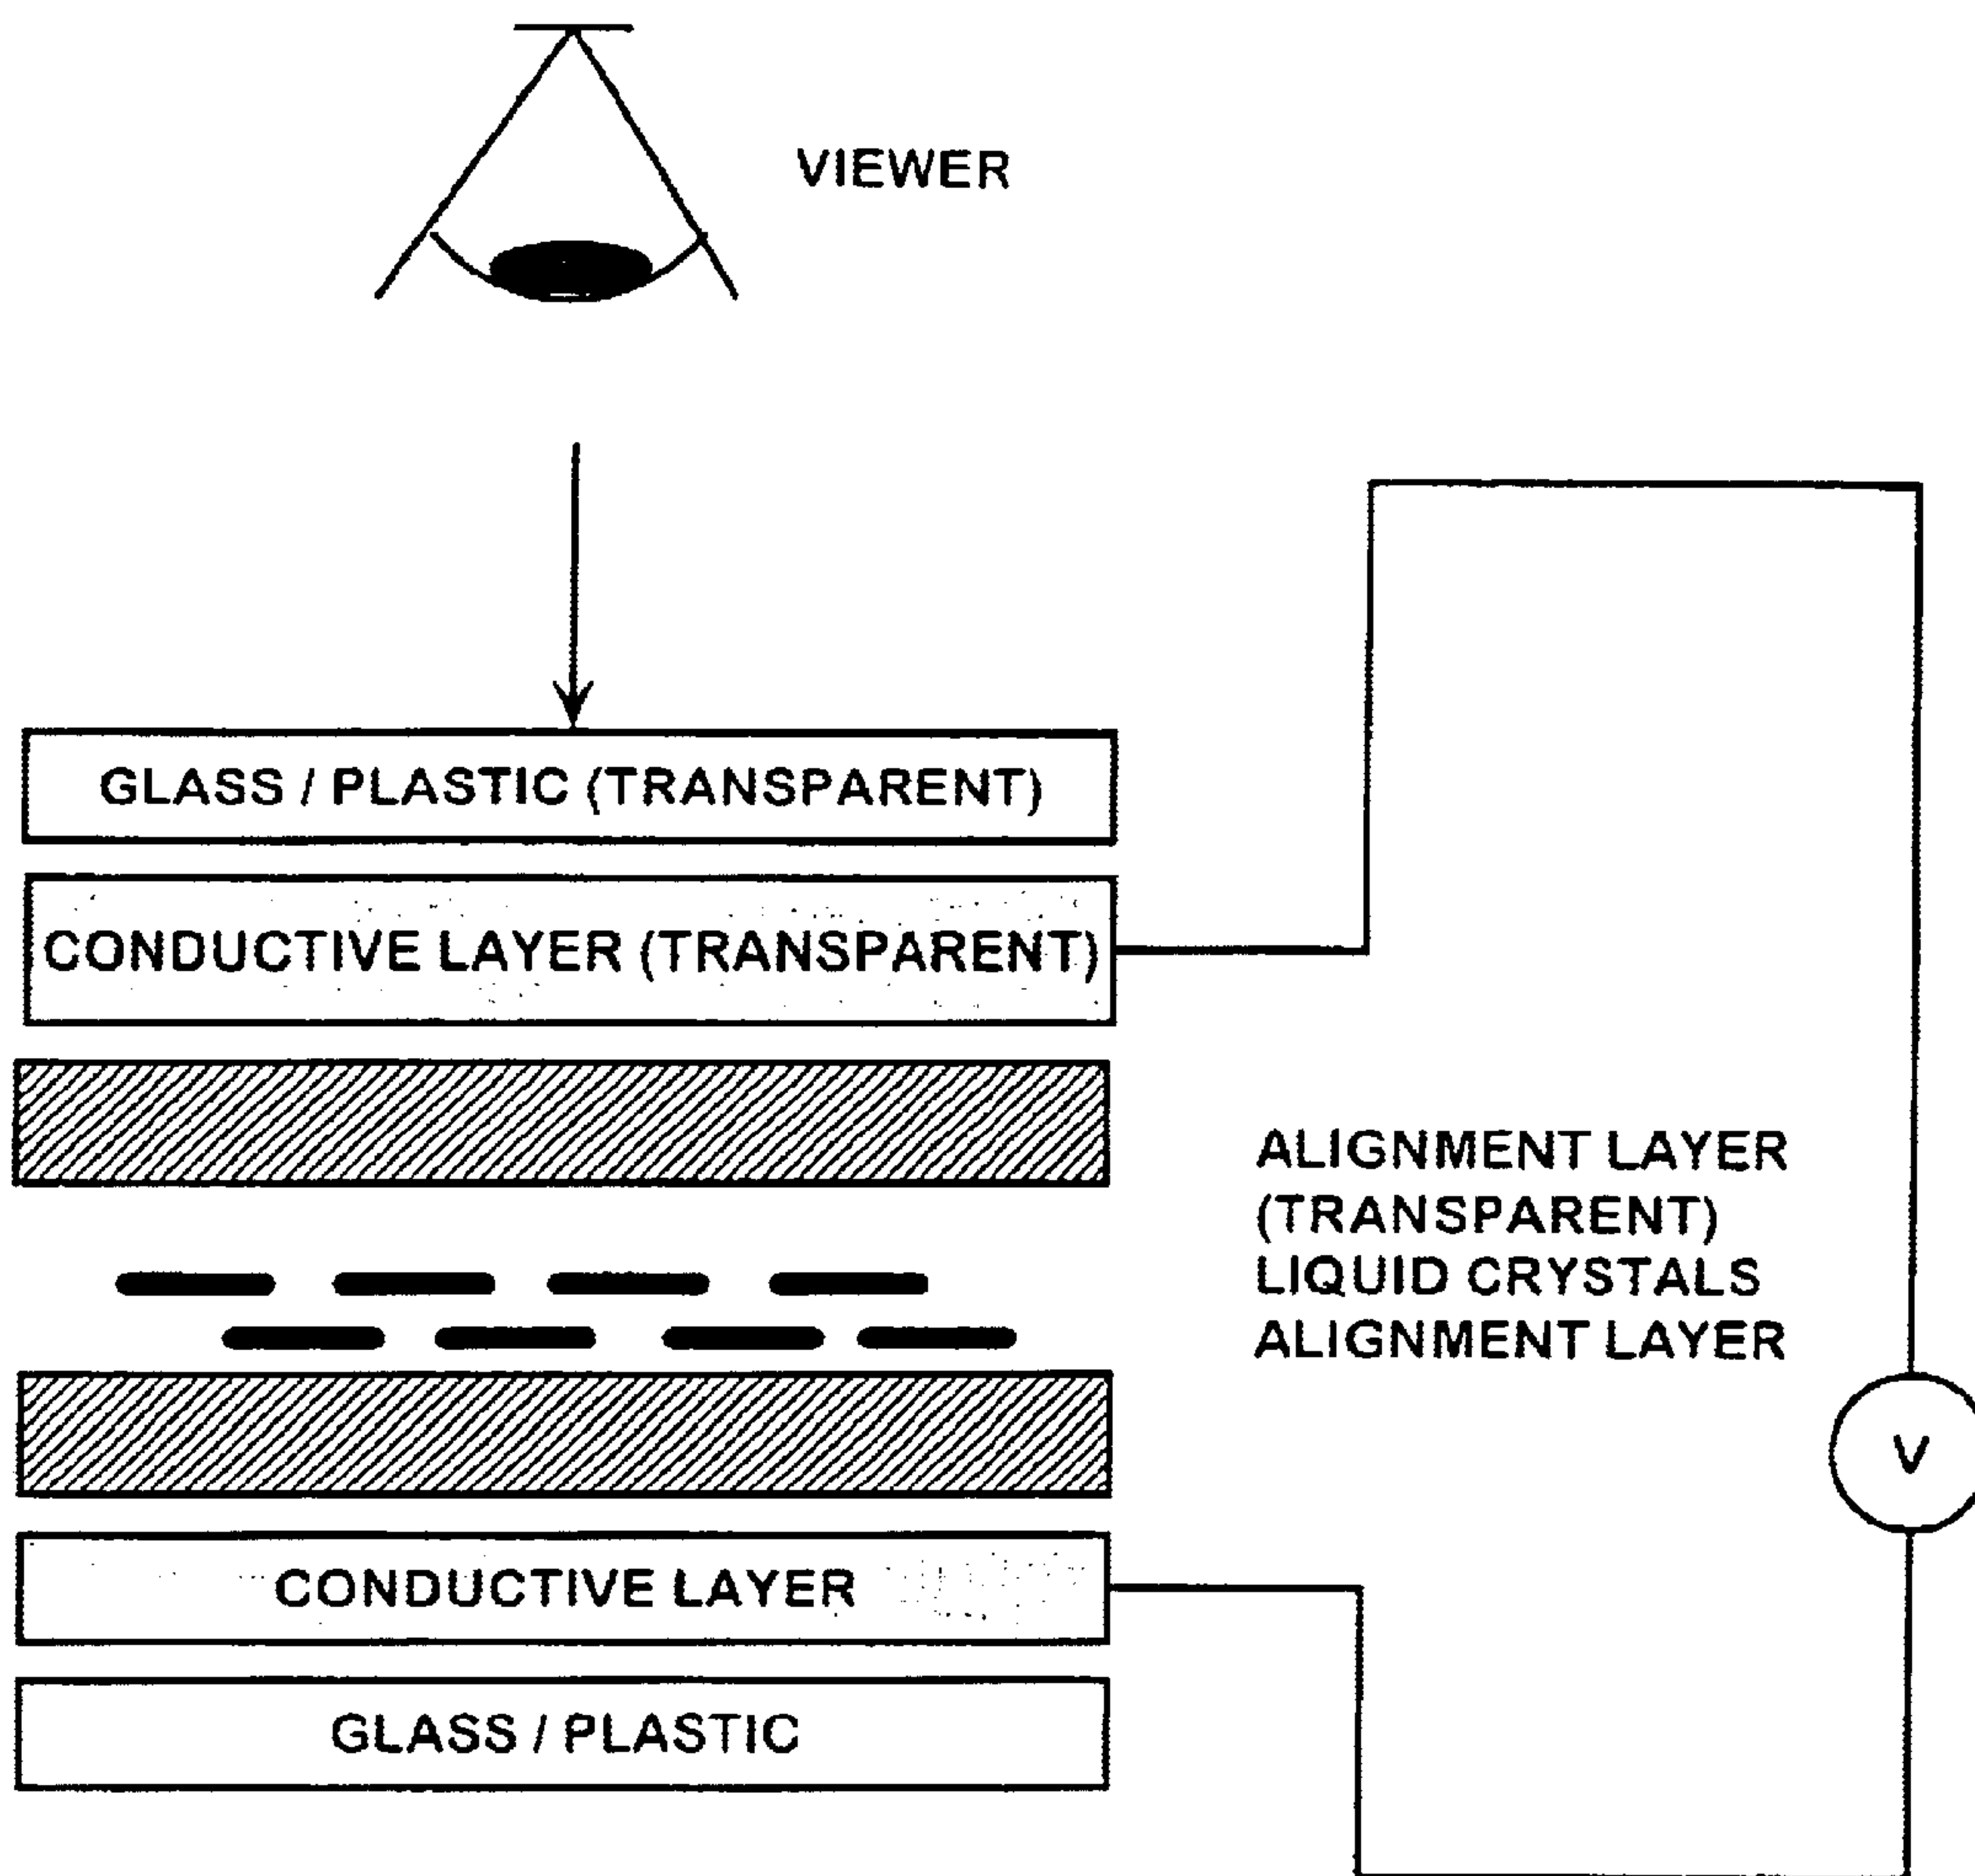 VIEWER
GLASS / PLASTIC (TRANSPARENT)
CONDUCTIVE LAYER (TRANSPARENT)
ALIGNMENT LAYER
(TRANSPARENT)
LIQUID CRYSTALS
ALIGNMENT LAYER
V
CONDUCTIVE LAYER
GLASS / PLASTIC